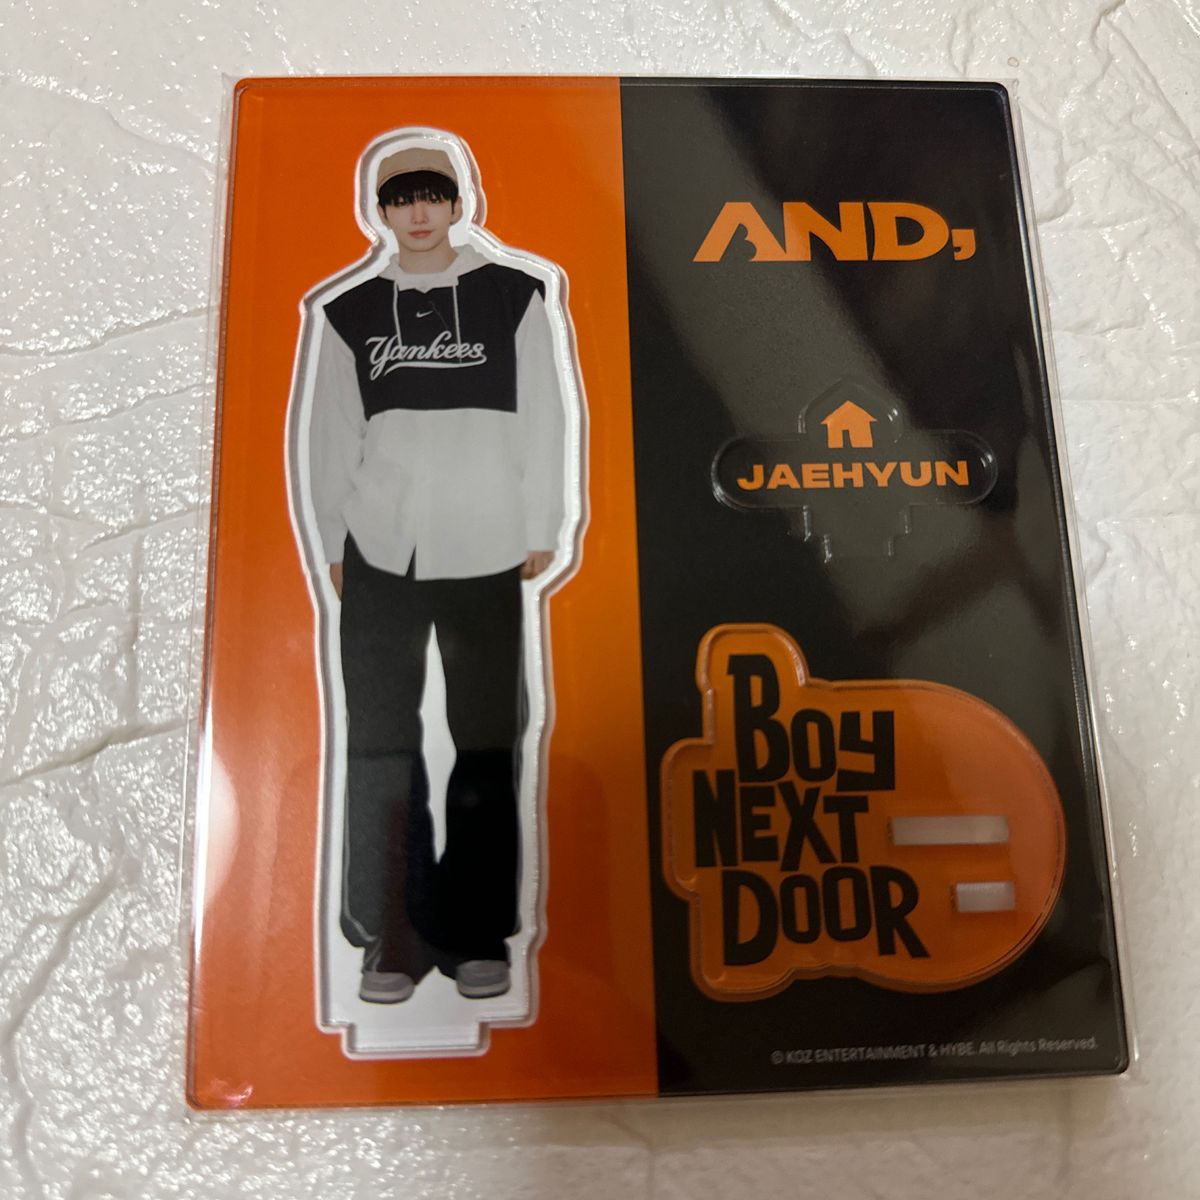 Yankees
AND,
JAEHYUN
BOY
NEXT
DOOR
© KOZ ENTERTAINMENT & HYBE. All Rights Reserved.